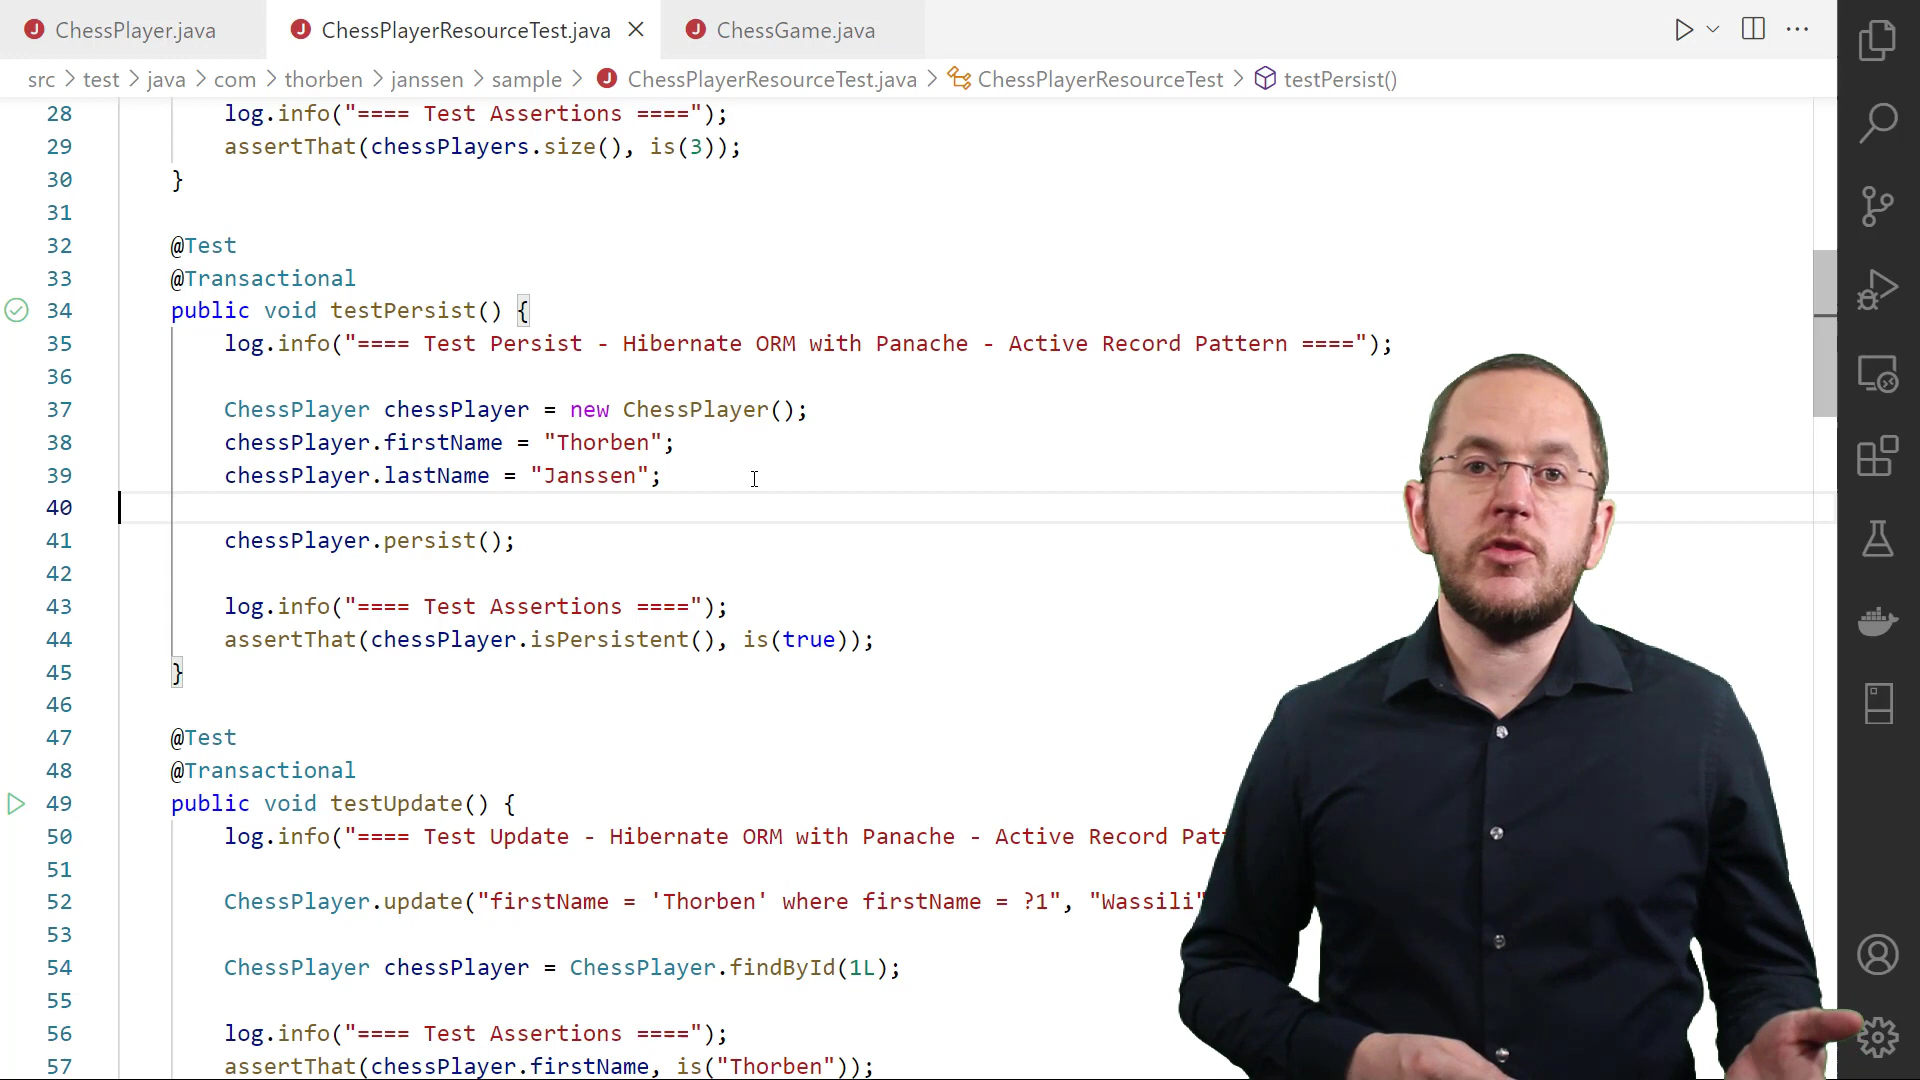 ChessPlayer.java
ChessPlayerResourceTest.java
ChessGame.java
src > test > java > com > thorben > janssen > sample > ChessPlayerResourceTest.java > ChessPlayerResourceTest > testPersist()
28 log.info("==== Test Assertions ====");
29 assertThat(chessPlayers.size(), is(3));
30 }
31
32 @Test
33 @Transactional
34 public void testPersist() {
35 log.info("==== Test Persist - Hibernate ORM with Panache - Active Record Pattern ====");
36
37 ChessPlayer chessPlayer = new ChessPlayer();
38 chessPlayer.firstName = "Thorben";
39 chessPlayer.lastName = "Janssen";
40
41 chessPlayer.persist();
42
43 log.info("==== Test Assertions ====");
44 assertThat(chessPlayer.isPersistent(), is(true));
45 }
46
47 @Test
48 @Transactional
49 public void testUpdate() {
50 log.info("==== Test Update - Hibernate ORM with Panache - Active Record Patt
51
52 ChessPlayer.update("firstName = 'Thorben' where firstName = ?1", "Wassili"
53
54 ChessPlayer chessPlayer = ChessPlayer.findById(1L);
55
56 log.info("==== Test Assertions ====");
57 assertThat(chessPlayer.firstName, is("Thorben"));